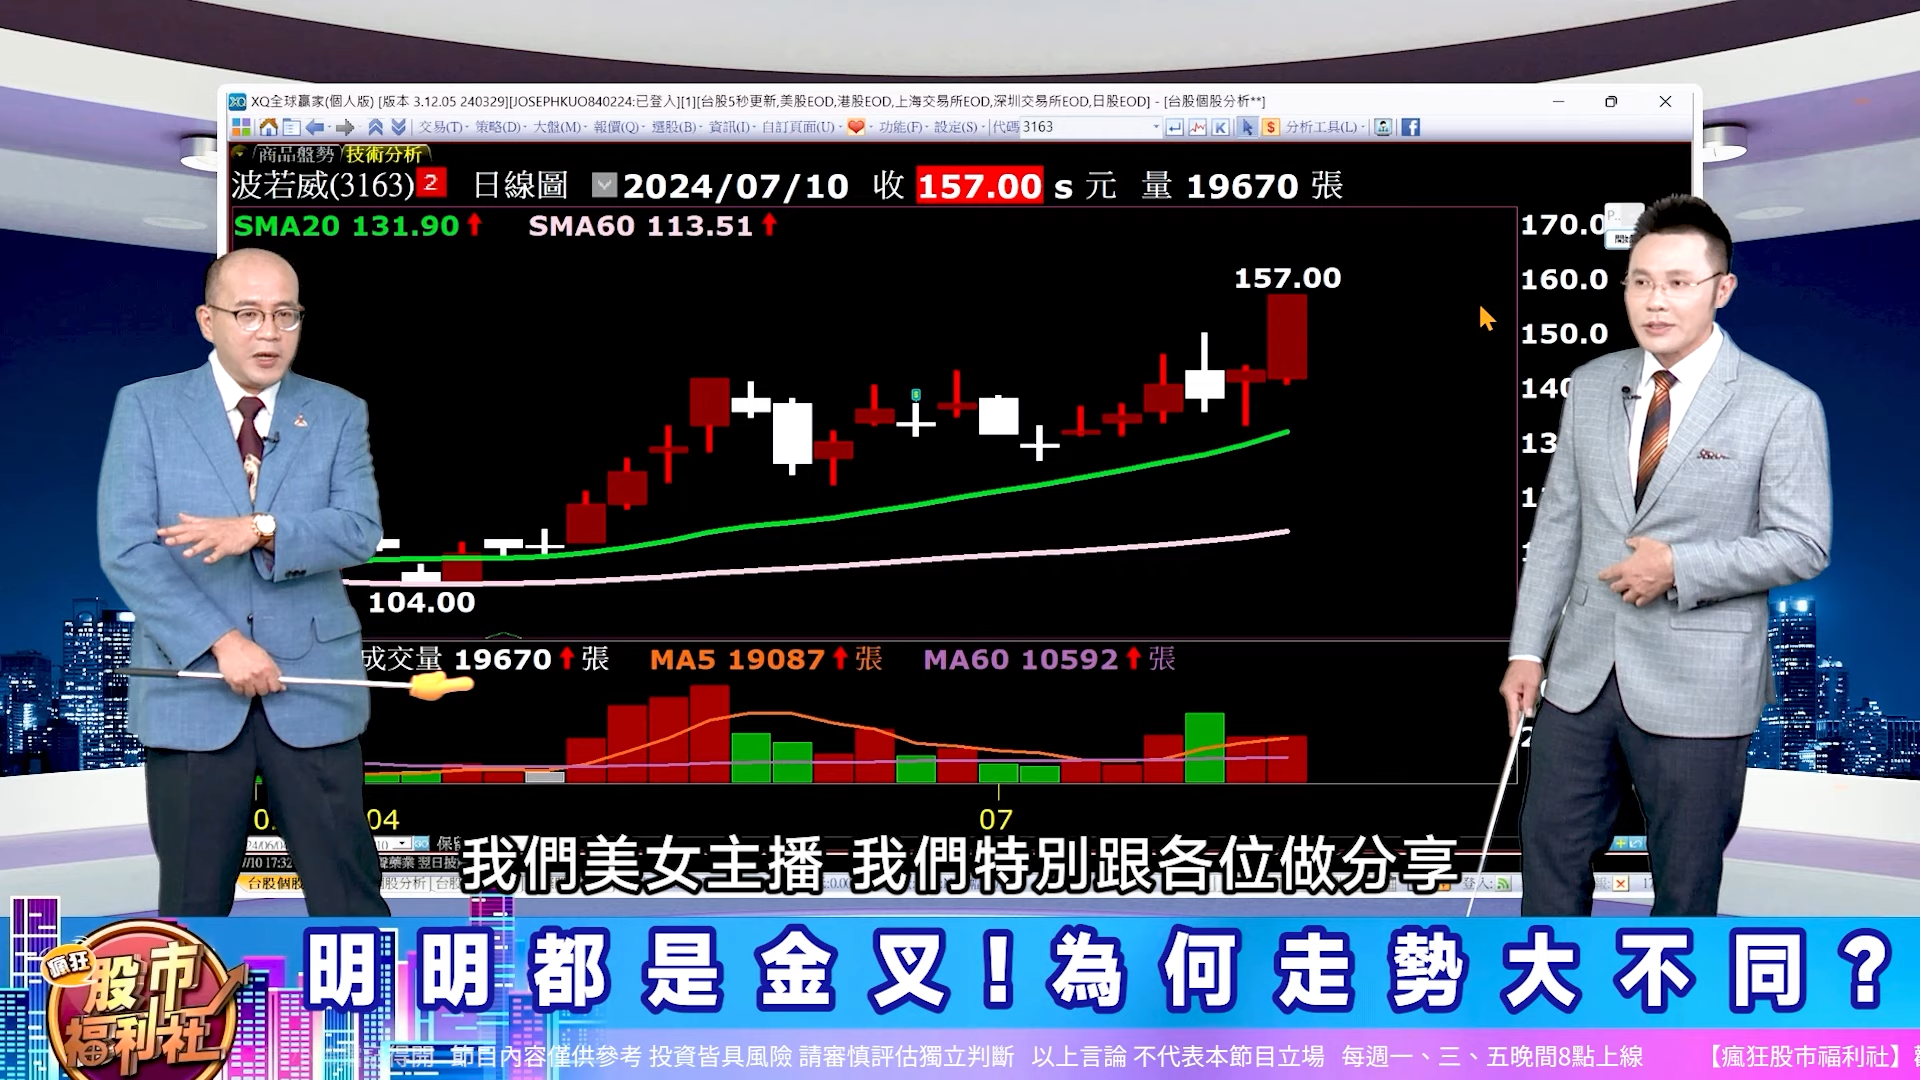 XQ全球贏家(個人版) [版本 3.12.05 240329][JOSEPHKUO840224:已登入][1][台股5秒更新,美股EOD,港股EOD,上海交易所EOD,深圳交易所EOD,日股EOD] - [台股個股分析**]
交易(T) 策略(D) 大盤(M) 報價(Q) 選股(B) 資訊(I) 自訂頁面(U) 功能(F) 設定(S) 代碼 3163 K $ 分析工具(L)
商品盤勢 技術分析
波若威(3163) 2 日線圖 2024/07/10 收 157.00 s 元 量 19670 張
SMA20 131.90 SMA60 113.51
170.0
157.00
160.0
150.0
104.00
成交量 19670 張 MA5 19087 張 MA60 10592 張
04 07
我們美女主播 我們特別跟各位做分享
台股個股
登入:
明明都是金叉!為何走勢大不同?
瘋狂
股市
福利社
節目內容僅供參考 投資皆具風險 請審慎評估獨立判斷 以上言論 不代表本節目立場 每週一、三、五晚間8點上線 【瘋狂股市福利社】